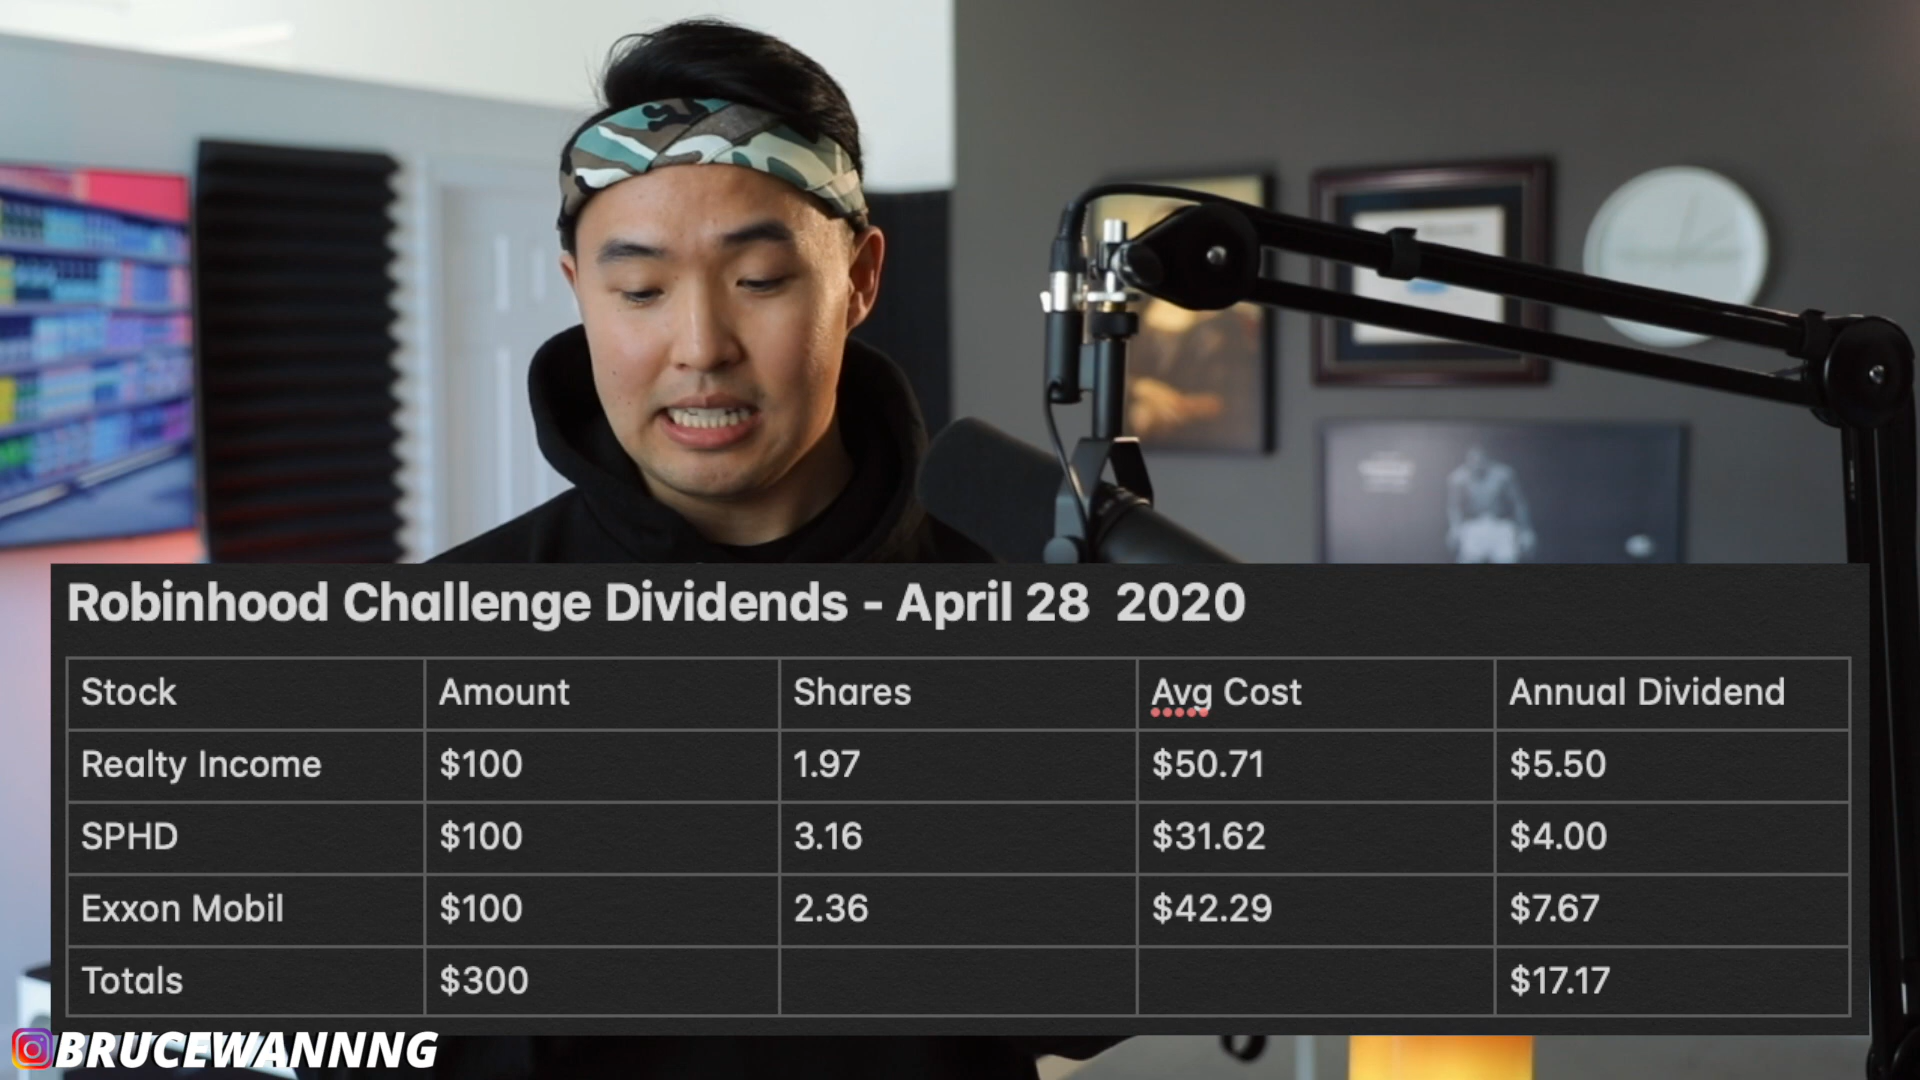 Robinhood Challenge Dividends - April 28 2020
Stock Amount Shares Avg Cost Annual Dividend
Realty Income $100 1.97 $50.71 $5.50
SPHD $100 3.16 $31.62 $4.00
Exxon Mobil $100 2.36 $42.29 $7.67
Totals $300 $17.17
BRUCEWANNNG